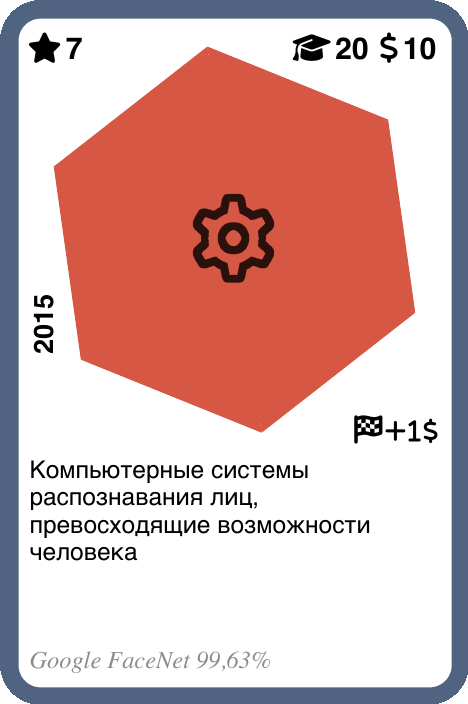 7 20 $10
2015
+1$
Компьютерные системы
распознавания лиц,
превосходящие возможности
человека
Google FaceNet 99,63%